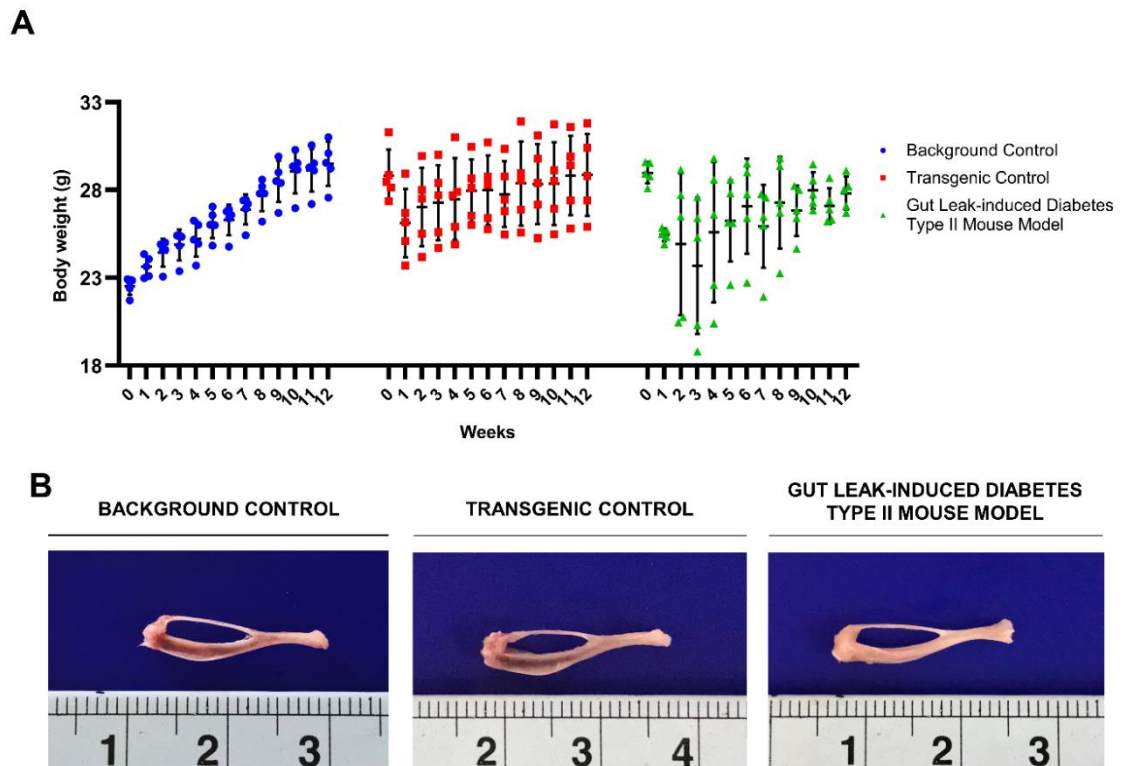 A
33
28
23
18
Body weight (g)
0 1 2 3 4 5 6 7 8 9 10 11 12
0 1 2 3 4 5 6 7 8 9 10 11 12
0 1 2 3 4 5 6 7 8 9 10 11 12
Weeks
Background Control
Transgenic Control
Gut Leak-induced Diabetes
Type II Mouse Model
B
BACKGROUND CONTROL
TRANSGENIC CONTROL
GUT LEAK-INDUCED DIABETES
TYPE II MOUSE MODEL
1 2 3
2 3 4
1 2 3